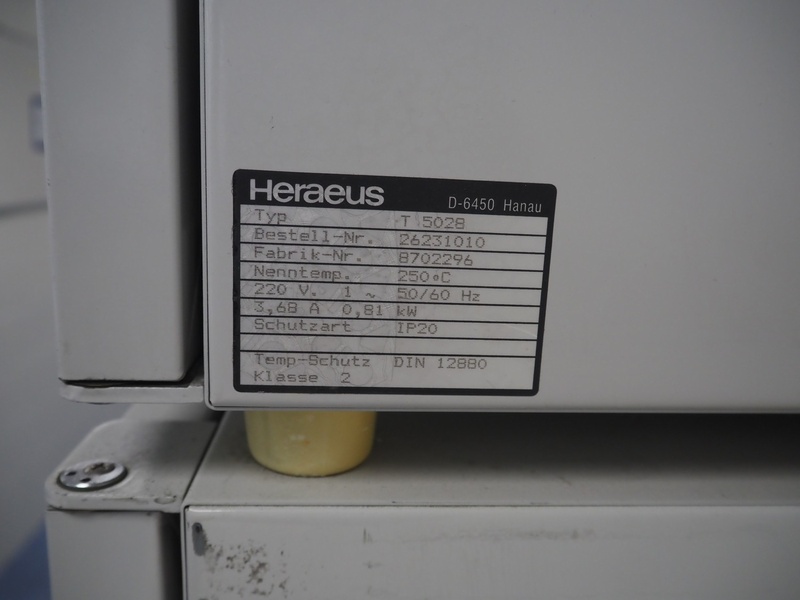 Heraeus
D-6450 Hanau
Typ T 5028
Bestell-Nr. 26231010
Fabrik-Nr. 8702296
Nenntemp. 250°C
220 V. 1 ~ 50/60 Hz
3,68 A 0,81 kW
Schutzart IP20
Temp-Schutz DIN 12880
Klasse 2